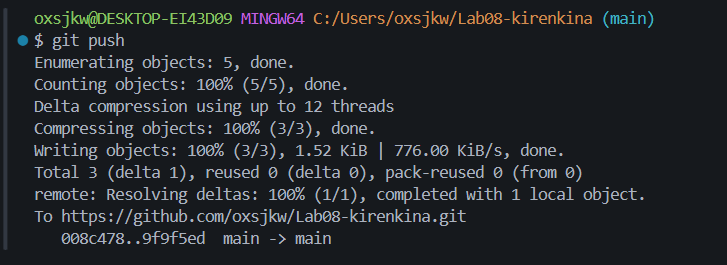 oxsjkw@DESKTOP-EI43D09 MINGW64 C:/Users/oxsjkw/Lab08-kirenkina (main)
$ git push
Enumerating objects: 5, done.
Counting objects: 100% (5/5), done.
Delta compression using up to 12 threads
Compressing objects: 100% (3/3), done.
Writing objects: 100% (3/3), 1.52 KiB | 776.00 KiB/s, done.
Total 3 (delta 1), reused 0 (delta 0), pack-reused 0 (from 0)
remote: Resolving deltas: 100% (1/1), completed with 1 local object.
To https://github.com/oxsjkw/Lab08-kirenkina.git
   008c478..9f9f5ed  main -> main